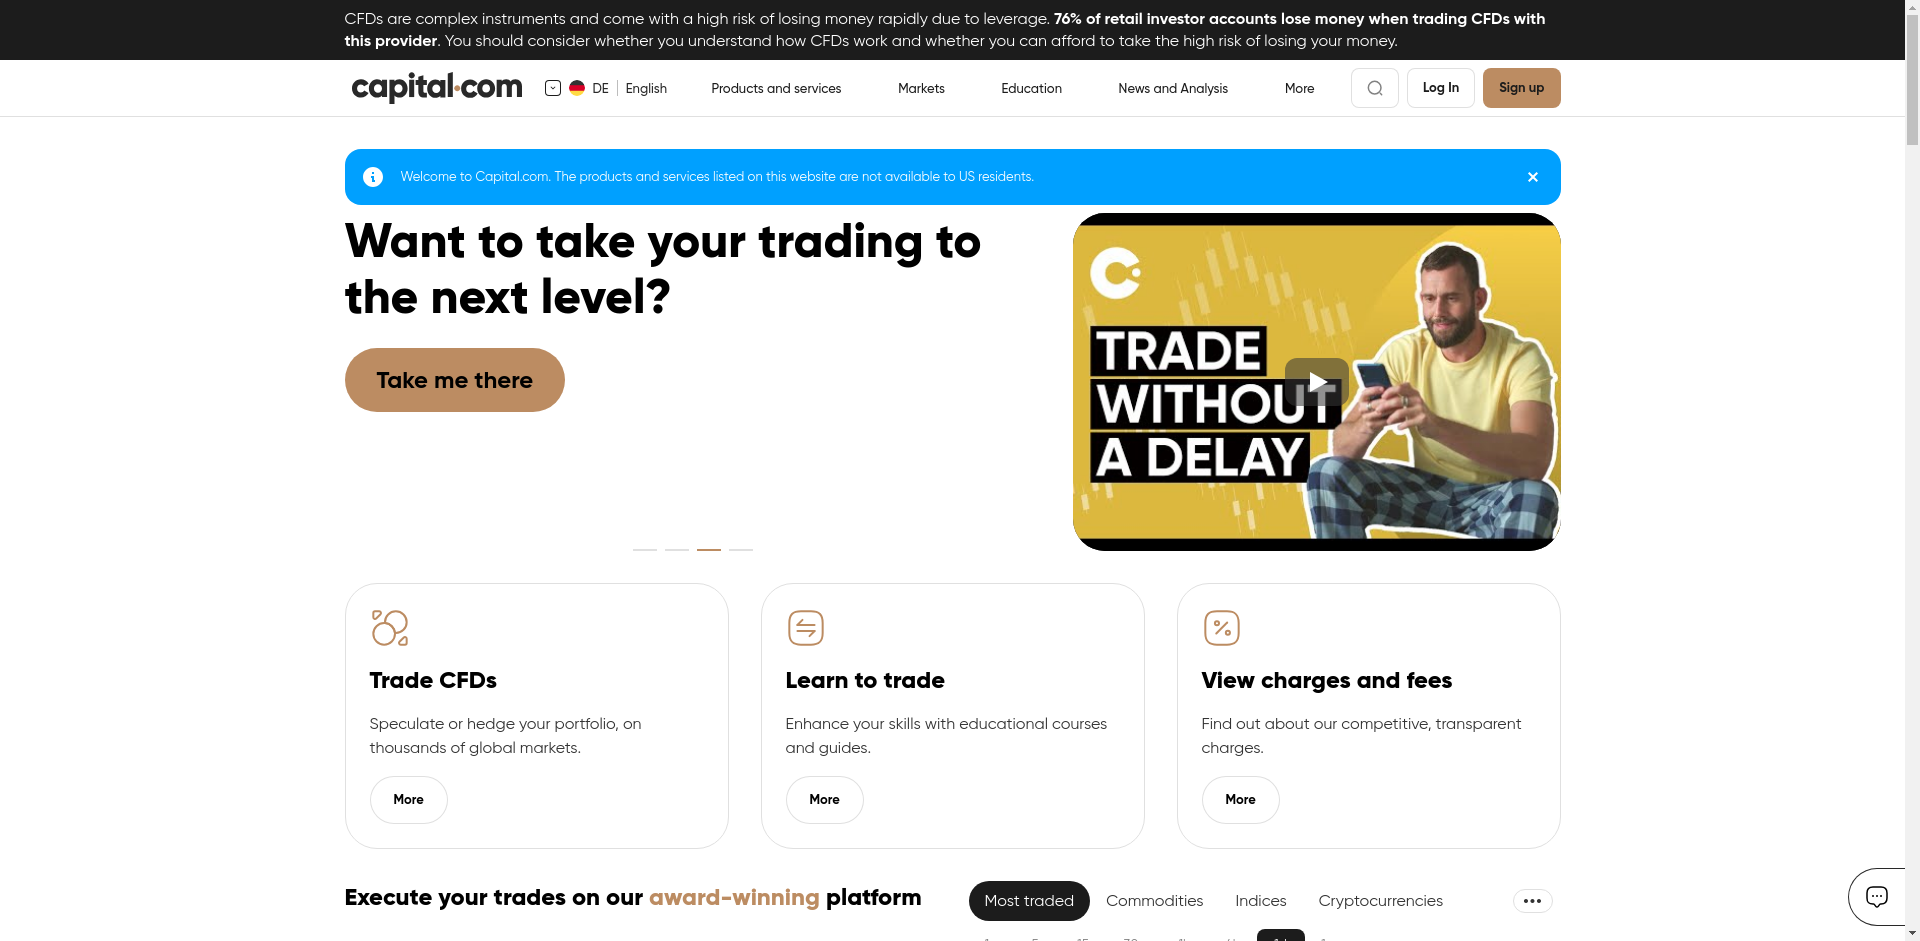 CFDs are complex instruments and come with a high risk of losing money rapidly due to leverage. 76% of retail investor accounts lose money when trading CFDs with
this provider. You should consider whether you understand how CFDs work and whether you can afford to take the high risk of losing your money.
capital.com
DE
English
Products and services
Markets
Education
News and Analysis
More
Log In
Sign up
Welcome to Capital.com. The products and services listed on this website are not available to US residents.
Want to take your trading to
the next level?
Take me there
TRADE
WITHOUT
A DELAY
Trade CFDs
Speculate or hedge your portfolio, on
thousands of global markets.
More
Learn to trade
Enhance your skills with educational courses
and guides.
More
View charges and fees
Find out about our competitive, transparent
charges.
More
Execute your trades on our award-winning platform
Most traded
Commodities
Indices
Cryptocurrencies